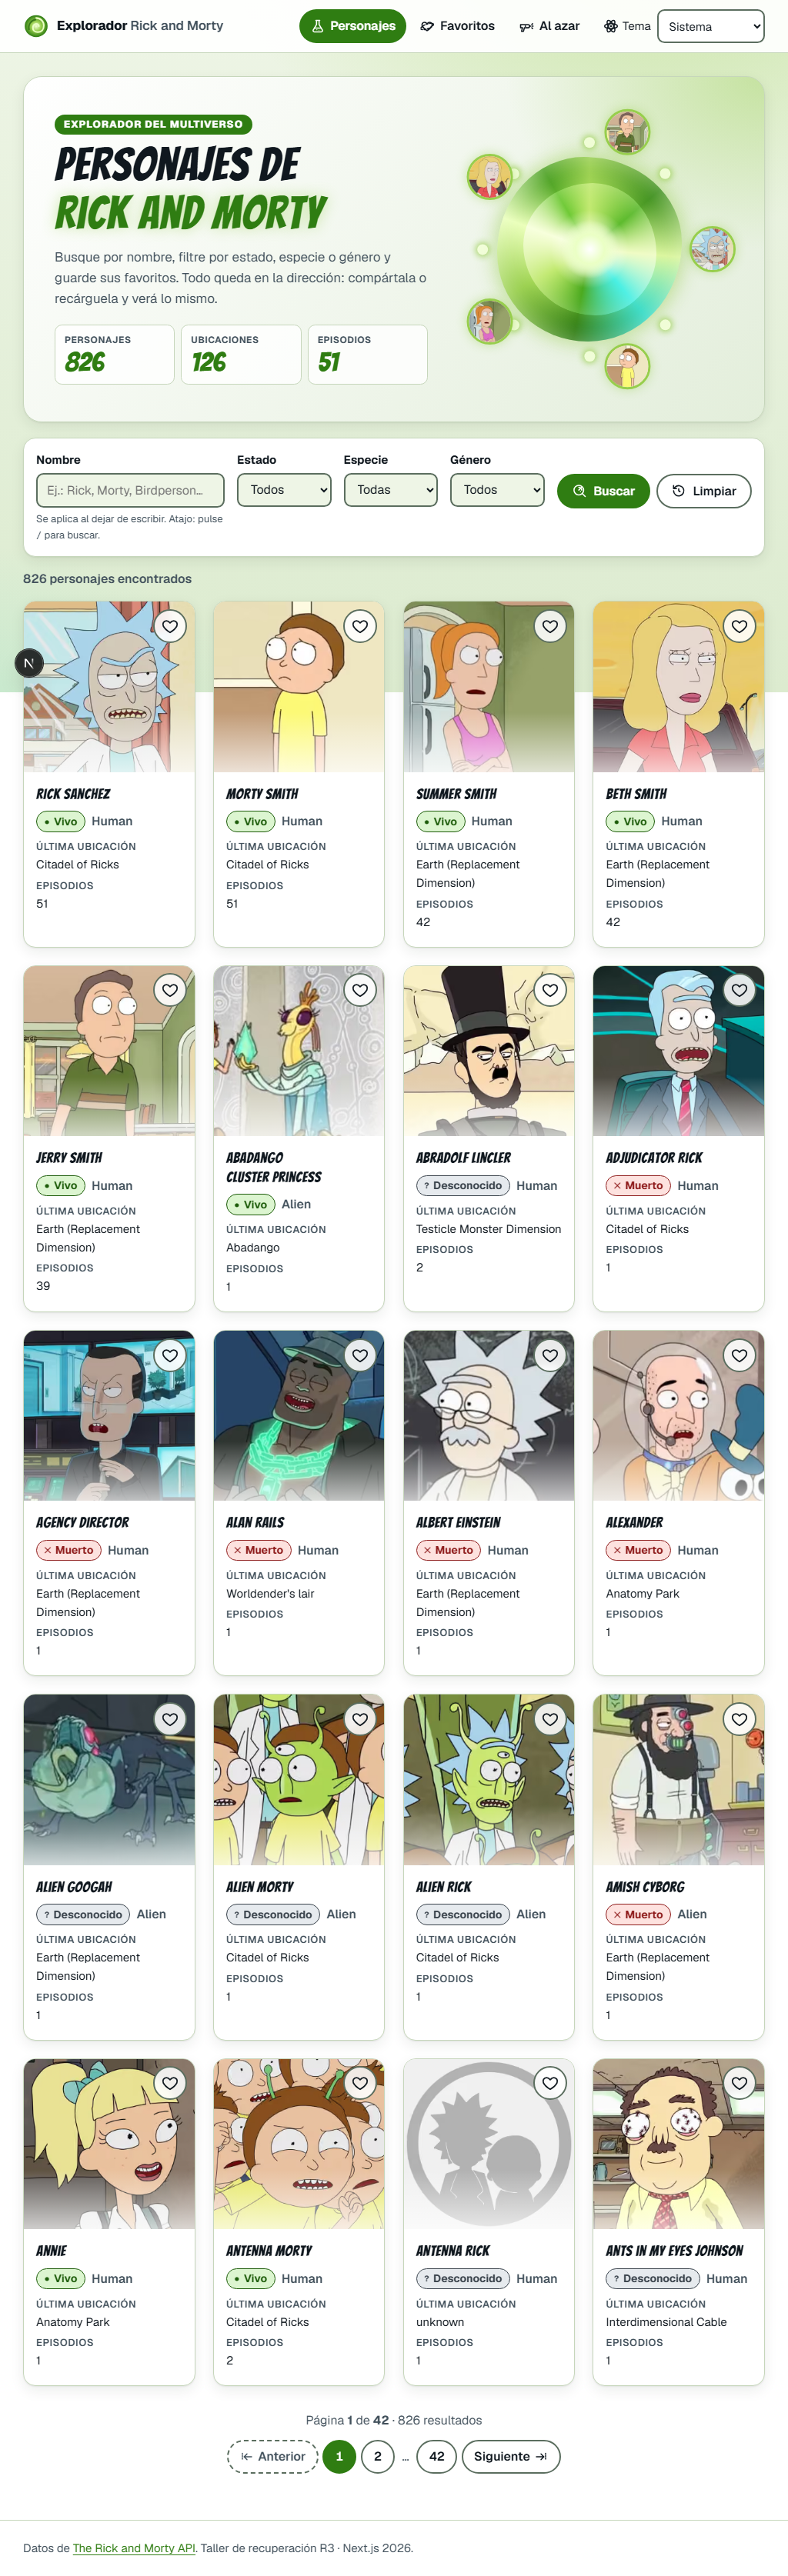 Explorador Rick and Morty
Personajes
Favoritos
Al azar
Tema
Sistema
EXPLORADOR DEL MULTIVERSO
PERSONAJES DE
RICK AND MORTY
Busque por nombre, filtre por estado, especie o género y
guarde sus favoritos. Todo queda en la dirección: compártala o
recárguela y verá lo mismo.
PERSONAJES
826
UBICACIONES
126
EPISODIOS
51
Nombre
Ej.: Rick, Morty, Birdperson...
Se aplica al dejar de escribir. Atajo: pulse
/ para buscar.
Estado
Todos
Especie
Todas
Género
Todos
Buscar
Limpiar
826 personajes encontrados
N
RICK SANCHEZ
Vivo Human
ÚLTIMA UBICACIÓN
Citadel of Ricks
EPISODIOS
51
MORTY SMITH
Vivo Human
ÚLTIMA UBICACIÓN
Citadel of Ricks
EPISODIOS
51
SUMMER SMITH
Vivo Human
ÚLTIMA UBICACIÓN
Earth (Replacement
Dimension)
EPISODIOS
42
BETH SMITH
Vivo Human
ÚLTIMA UBICACIÓN
Earth (Replacement
Dimension)
EPISODIOS
42
JERRY SMITH
Vivo Human
ÚLTIMA UBICACIÓN
Earth (Replacement
Dimension)
EPISODIOS
39
ABADANGO
CLUSTER PRINCESS
Vivo Alien
ÚLTIMA UBICACIÓN
Abadango
EPISODIOS
1
ABRADOLF LINCLER
? Desconocido Human
ÚLTIMA UBICACIÓN
Testicle Monster Dimension
EPISODIOS
2
ADJUDICATOR RICK
× Muerto Human
ÚLTIMA UBICACIÓN
Citadel of Ricks
EPISODIOS
1
AGENCY DIRECTOR
× Muerto Human
ÚLTIMA UBICACIÓN
Earth (Replacement
Dimension)
EPISODIOS
1
ALAN RAILS
× Muerto Human
ÚLTIMA UBICACIÓN
Worldender's lair
EPISODIOS
1
ALBERT EINSTEIN
× Muerto Human
ÚLTIMA UBICACIÓN
Earth (Replacement
Dimension)
EPISODIOS
1
ALEXANDER
× Muerto Human
ÚLTIMA UBICACIÓN
Anatomy Park
EPISODIOS
1
ALIEN GOOGAH
? Desconocido Alien
ÚLTIMA UBICACIÓN
Earth (Replacement
Dimension)
EPISODIOS
1
ALIEN MORTY
? Desconocido Alien
ÚLTIMA UBICACIÓN
Citadel of Ricks
EPISODIOS
1
ALIEN RICK
? Desconocido Alien
ÚLTIMA UBICACIÓN
Citadel of Ricks
EPISODIOS
1
AMISH CYBORG
× Muerto Alien
ÚLTIMA UBICACIÓN
Earth (Replacement
Dimension)
EPISODIOS
1
ANNIE
Vivo Human
ÚLTIMA UBICACIÓN
Anatomy Park
EPISODIOS
1
ANTENNA MORTY
Vivo Human
ÚLTIMA UBICACIÓN
Citadel of Ricks
EPISODIOS
2
ANTENNA RICK
? Desconocido Human
ÚLTIMA UBICACIÓN
unknown
EPISODIOS
1
ANTS IN MY EYES JOHNSON
? Desconocido Human
ÚLTIMA UBICACIÓN
Interdimensional Cable
EPISODIOS
1
Página 1 de 42 · 826 resultados
Anterior 1 2 … 42 Siguiente
Datos de The Rick and Morty API. Taller de recuperación R3 · Next.js 2026.